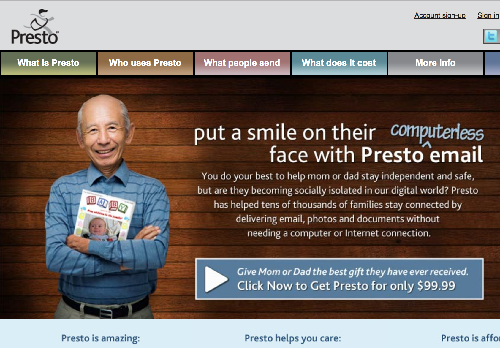 Account sign-up Sign in
Presto
What is Presto Who uses Presto What people send What does it cost More info
put a smile on their computerless
face with Presto email
You do your best to help mom or dad stay independent and safe,
but are they becoming socially isolated in our digital world? Presto
has helped tens of thousands of families stay connected by
delivering email, photos and documents without
needing a computer or Internet connection.
Give Mom or Dad the best gift they have ever received.
Click Now to Get Presto for only $99.99
Presto is amazing: Presto helps you care: Presto is affo